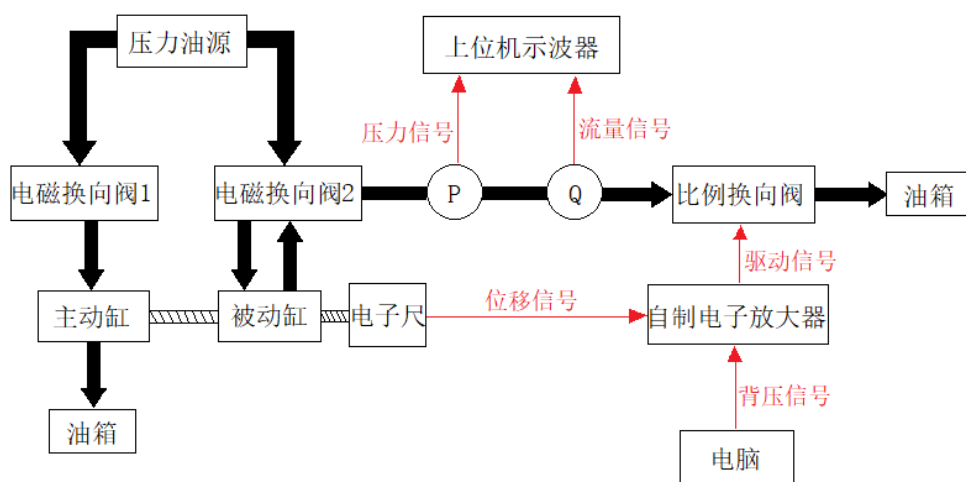 压力油源
上位机示波器
压力信号
流量信号
电磁换向阀1
电磁换向阀2
P
Q
比例换向阀
油箱
驱动信号
主动缸
被动缸
电子尺
位移信号
自制电子放大器
背压信号
油箱
电脑